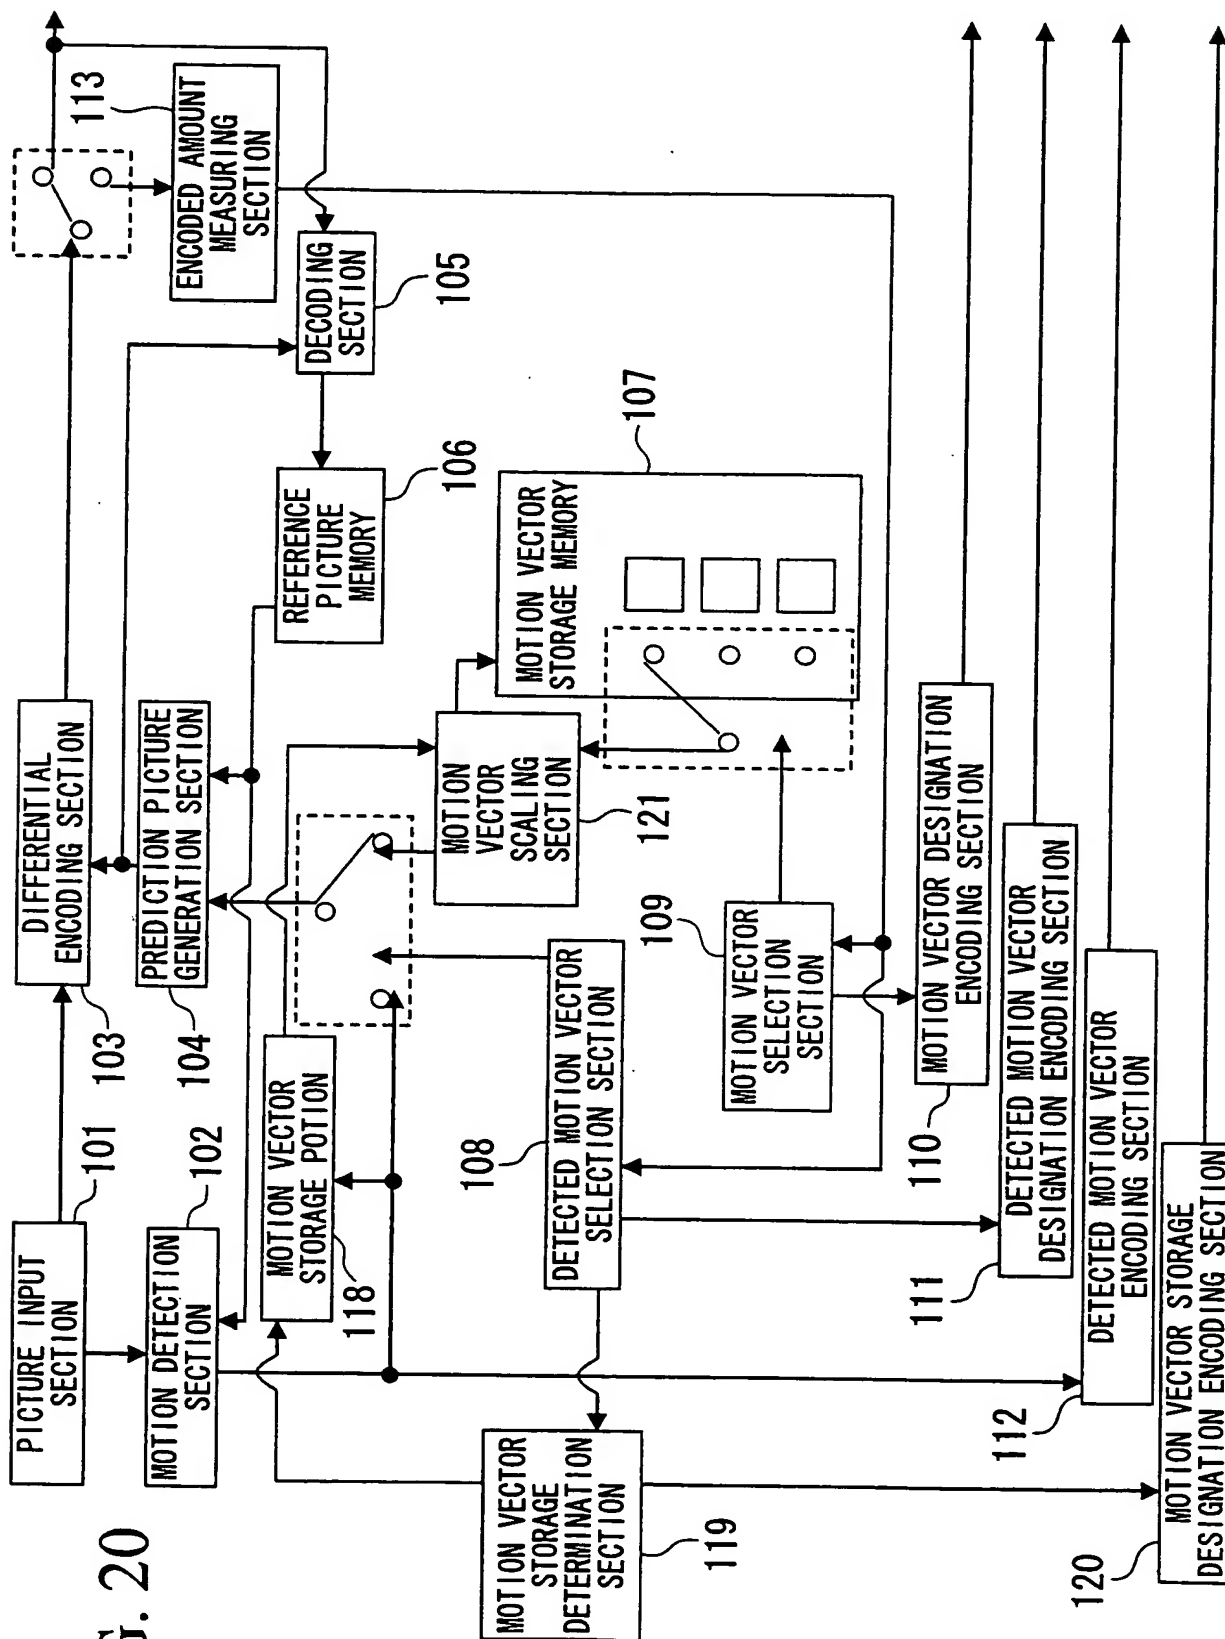 G. 20
PICTURE INPUT
SECTION
101
DIFFERENTIAL
ENCODING SECTION
103
MOTION DETECTION
SECTION
102
PREDICTION PICTURE
GENERATION SECTION
104
ENCODED AMOUNT
MEASURING
SECTION
113
DECODING
SECTION
105
REFERENCE
PICTURE
MEMORY
106
MOTION VECTOR
STORAGE POTION
118
MOTION
VECTOR
SCALING
SECTION
121
MOTION VECTOR
STORAGE MEMORY
107
MOTION VECTOR
STORAGE
DETERMINATION
SECTION
119
DETECTED MOTION VECTOR
SELECTION SECTION
108
MOTION VECTOR
SELECTION
SECTION
109
MOTION VECTOR DESIGNATION
ENCODING SECTION
110
DETECTED MOTION VECTOR
DESIGNATION ENCODING SECTION
111
DETECTED MOTION VECTOR
ENCODING SECTION
112
MOTION VECTOR STORAGE
DESIGNATION ENCODING SECTION
120